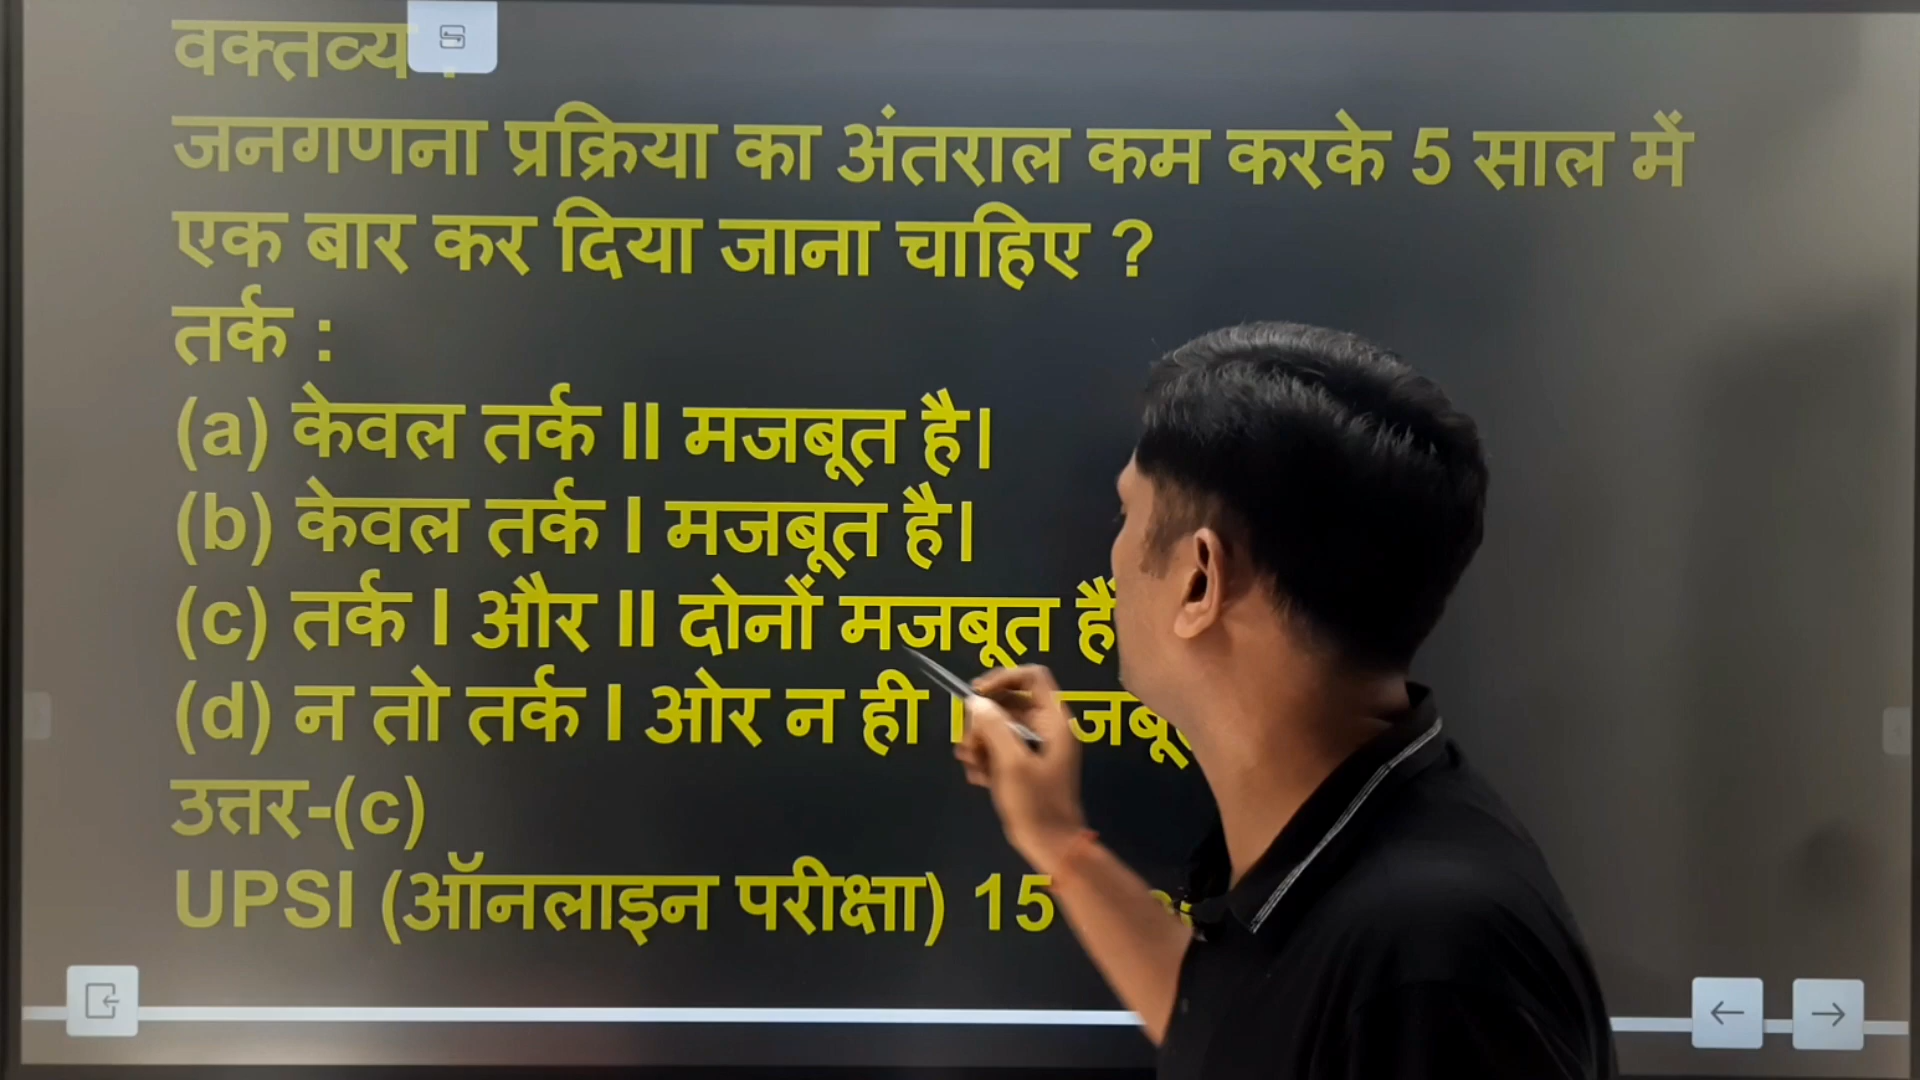 वक्तव्य :
जनगणना प्रक्रिया का अंतराल कम करके 5 साल में
एक बार कर दिया जाना चाहिए ?
तर्क :
(a) केवल तर्क II मजबूत है।
(b) केवल तर्क I मजबूत है।
(c) तर्क I और II दोनों मजबूत हैं
(d) न तो तर्क I ओर न ही
उत्तर-(c)
UPSI (ऑनलाइन परीक्षा) 15